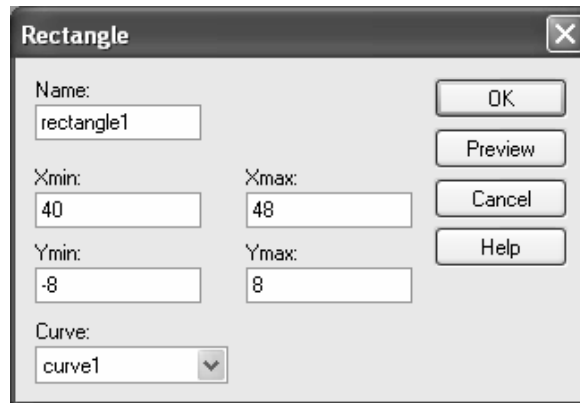 Rectangle
Name:
rectangle1
OK
Preview
Xmin:
Xmax:
40
48
Cancel
Ymin:
Ymax:
Help
-8
8
Curve:
curve1